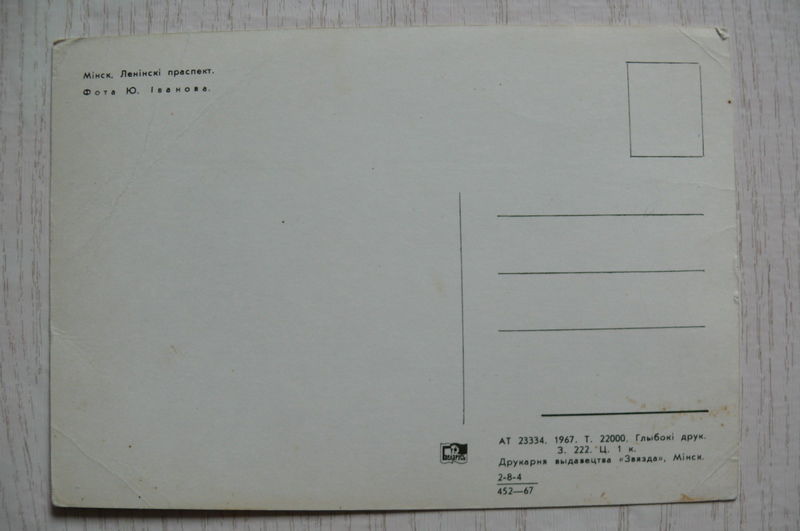 Мінск. Ленінскі праспект.
Фота Ю. Іванова.
БЕЛАРУСЬ
АТ 23334. 1967. Т. 22000. Глыбокі друк.
З. 222. Ц. 1 к.
Друкарня выдавецтва «Звязда», Мінск.
2-8-4
452—67